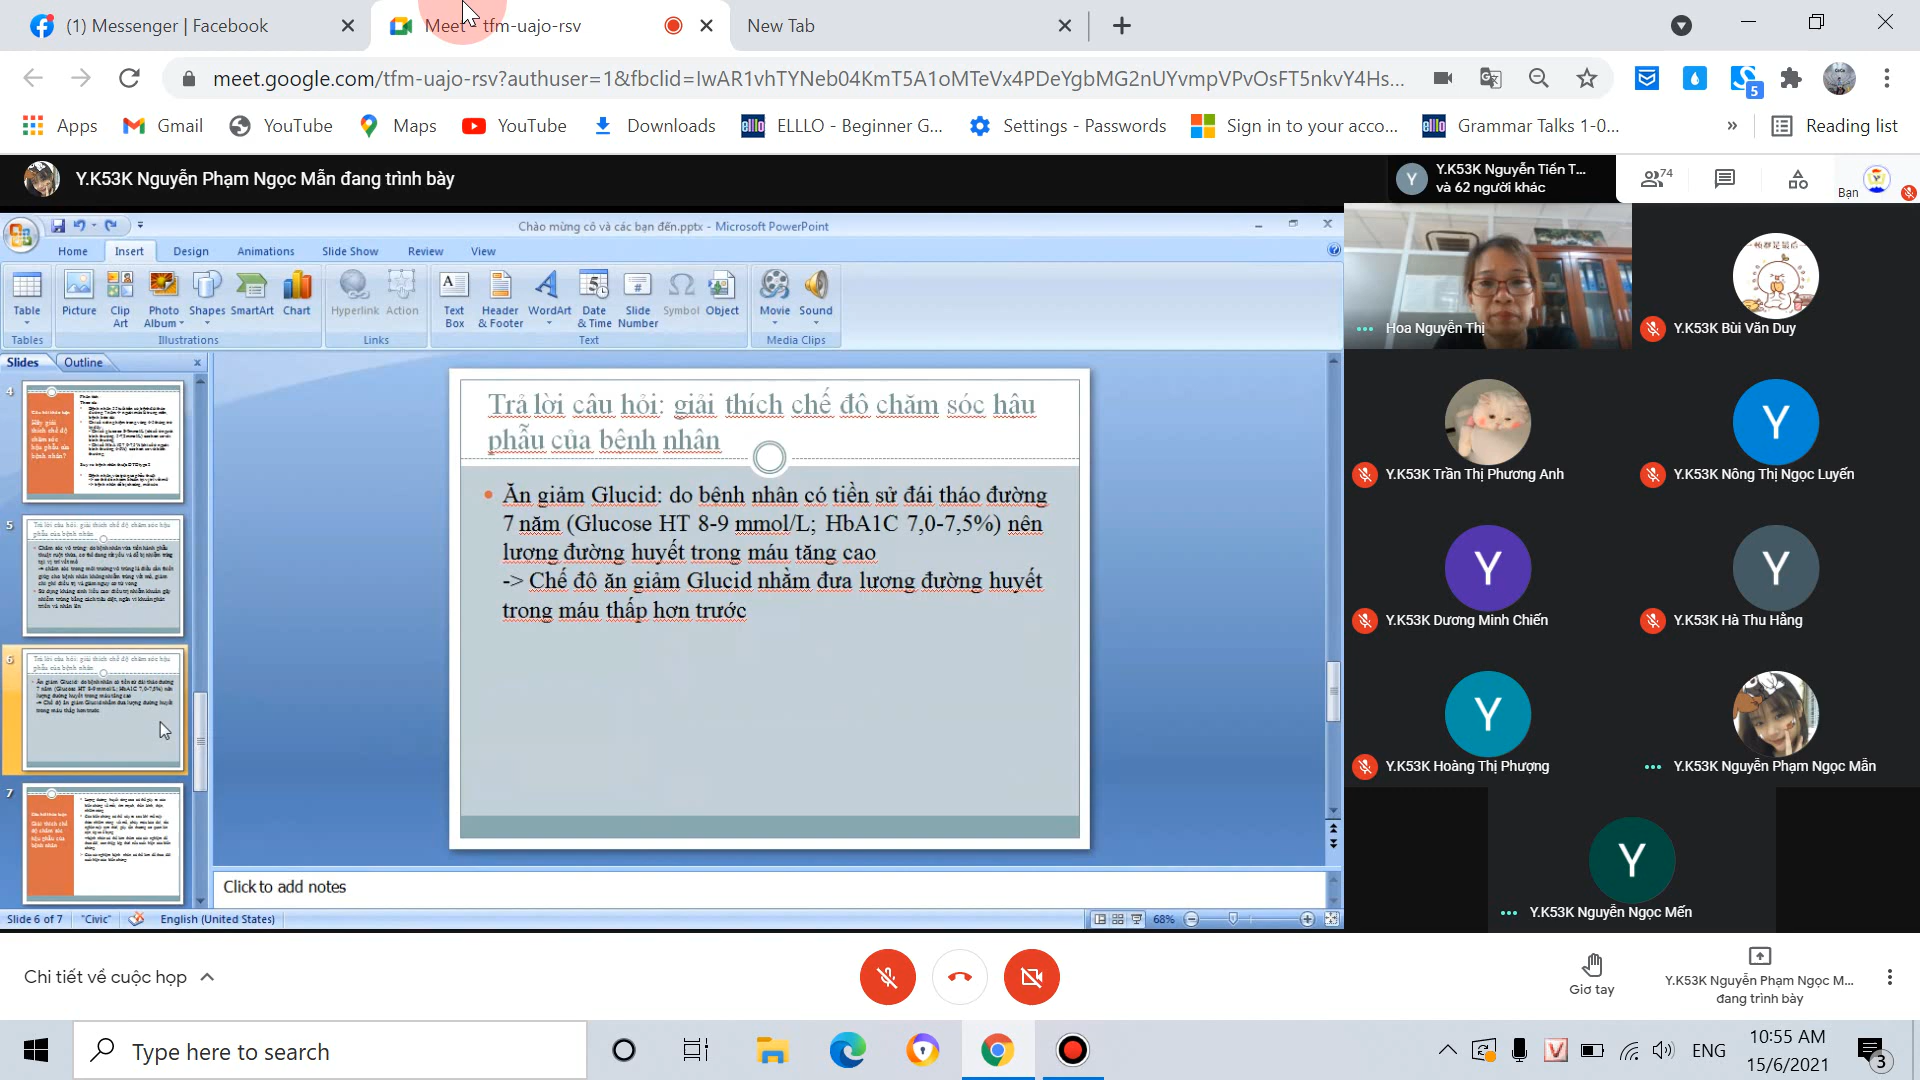 (1) Messenger | Facebook
Meet - tfm-uajo-rsv
New Tab
meet.google.com/tfm-uajo-rsv?authuser=1&fbclid=IwAR1vhTYNeb04KmT5A1oMTeVx4PDeYgbMG2nUYvmpVPvOsFT5nkvY4Hs...
5
Apps
Gmail
YouTube
Maps
YouTube
Downloads
ELLLO - Beginner G...
Settings - Passwords
Sign in to your acco...
Grammar Talks 1-0...
»
Reading list
Y.K53K Nguyễn Phạm Ngọc Mẫn đang trình bày
Y
Y.K53K Nguyễn Tiến T...
và 62 người khác
74
Bạn
Chào mừng cô và các bạn đến.pptx - Microsoft PowerPoint
Home
Insert
Design
Animations
Slide Show
Review
View
Table
Picture
Clip Art
Photo Album
Shapes
SmartArt
Chart
Hyperlink
Action
Text Box
Header & Footer
WordArt
Date & Time
Slide Number
Symbol
Object
Movie
Sound
Tables
Illustrations
Links
Text
Media Clips
Slides
Outline
4
5
6
7
Trả lời câu hỏi: giải thích chế độ chăm sóc hậu
phẫu của bệnh nhân
• Ăn giảm Glucid: do bệnh nhân có tiền sử đái tháo đường
7 năm (Glucose HT 8-9 mmol/L; HbA1C 7,0-7,5%) nên
lượng đường huyết trong máu tăng cao
-> Chế độ ăn giảm Glucid nhằm đưa lượng đường huyết
trong máu thấp hơn trước
Click to add notes
Slide 6 of 7
"Civic"
English (United States)
68%
Hoa Nguyễn Thị
Y.K53K Bùi Văn Duy
Y.K53K Trần Thị Phương Anh
Y
Y.K53K Nông Thị Ngọc Luyến
Y
Y.K53K Dương Minh Chiến
Y
Y.K53K Hà Thu Hằng
Y
Y.K53K Hoàng Thị Phượng
Y.K53K Nguyễn Phạm Ngọc Mẫn
Y
Y.K53K Nguyễn Ngọc Mến
Chi tiết về cuộc họp
Giơ tay
Y.K53K Nguyễn Phạm Ngọc M...
đang trình bày
Type here to search
ENG
10:55 AM
15/6/2021
3